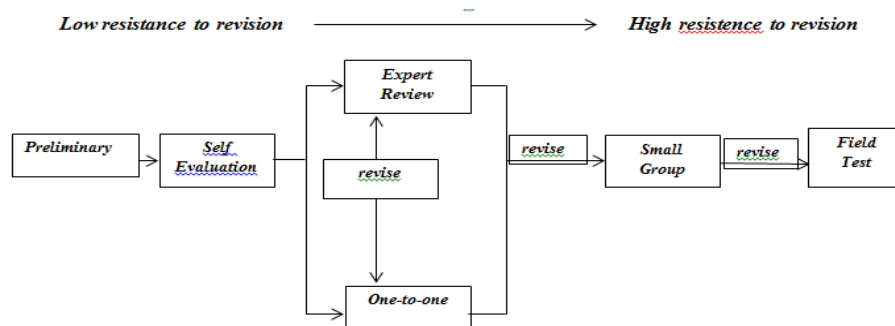 Low resistance to revision
High resistence to revision
Expert
Review
Preliminary
Self
Evaluation
revise
revise
Small
Group
revise
Field
Test
One-to-one